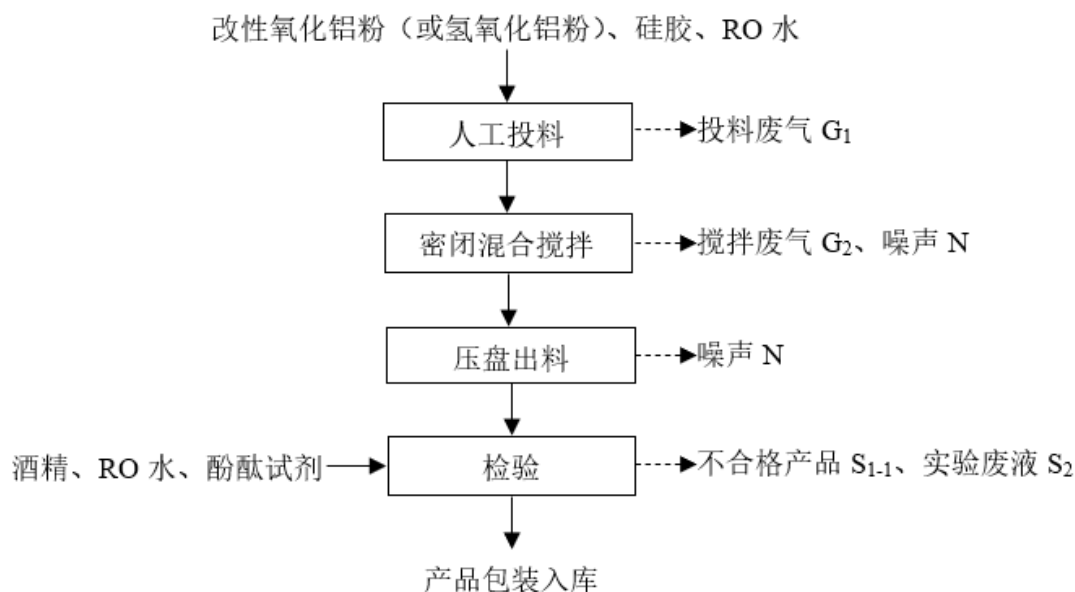 改性氧化铝粉（或氢氧化铝粉）、硅胶、RO 水
人工投料
投料废气 G₁
密闭混合搅拌
搅拌废气 G₂、噪声 N
压盘出料
噪声 N
酒精、RO 水、酚酞试剂
检验
不合格产品 S₁₋₁、实验废液 S₂
产品包装入库